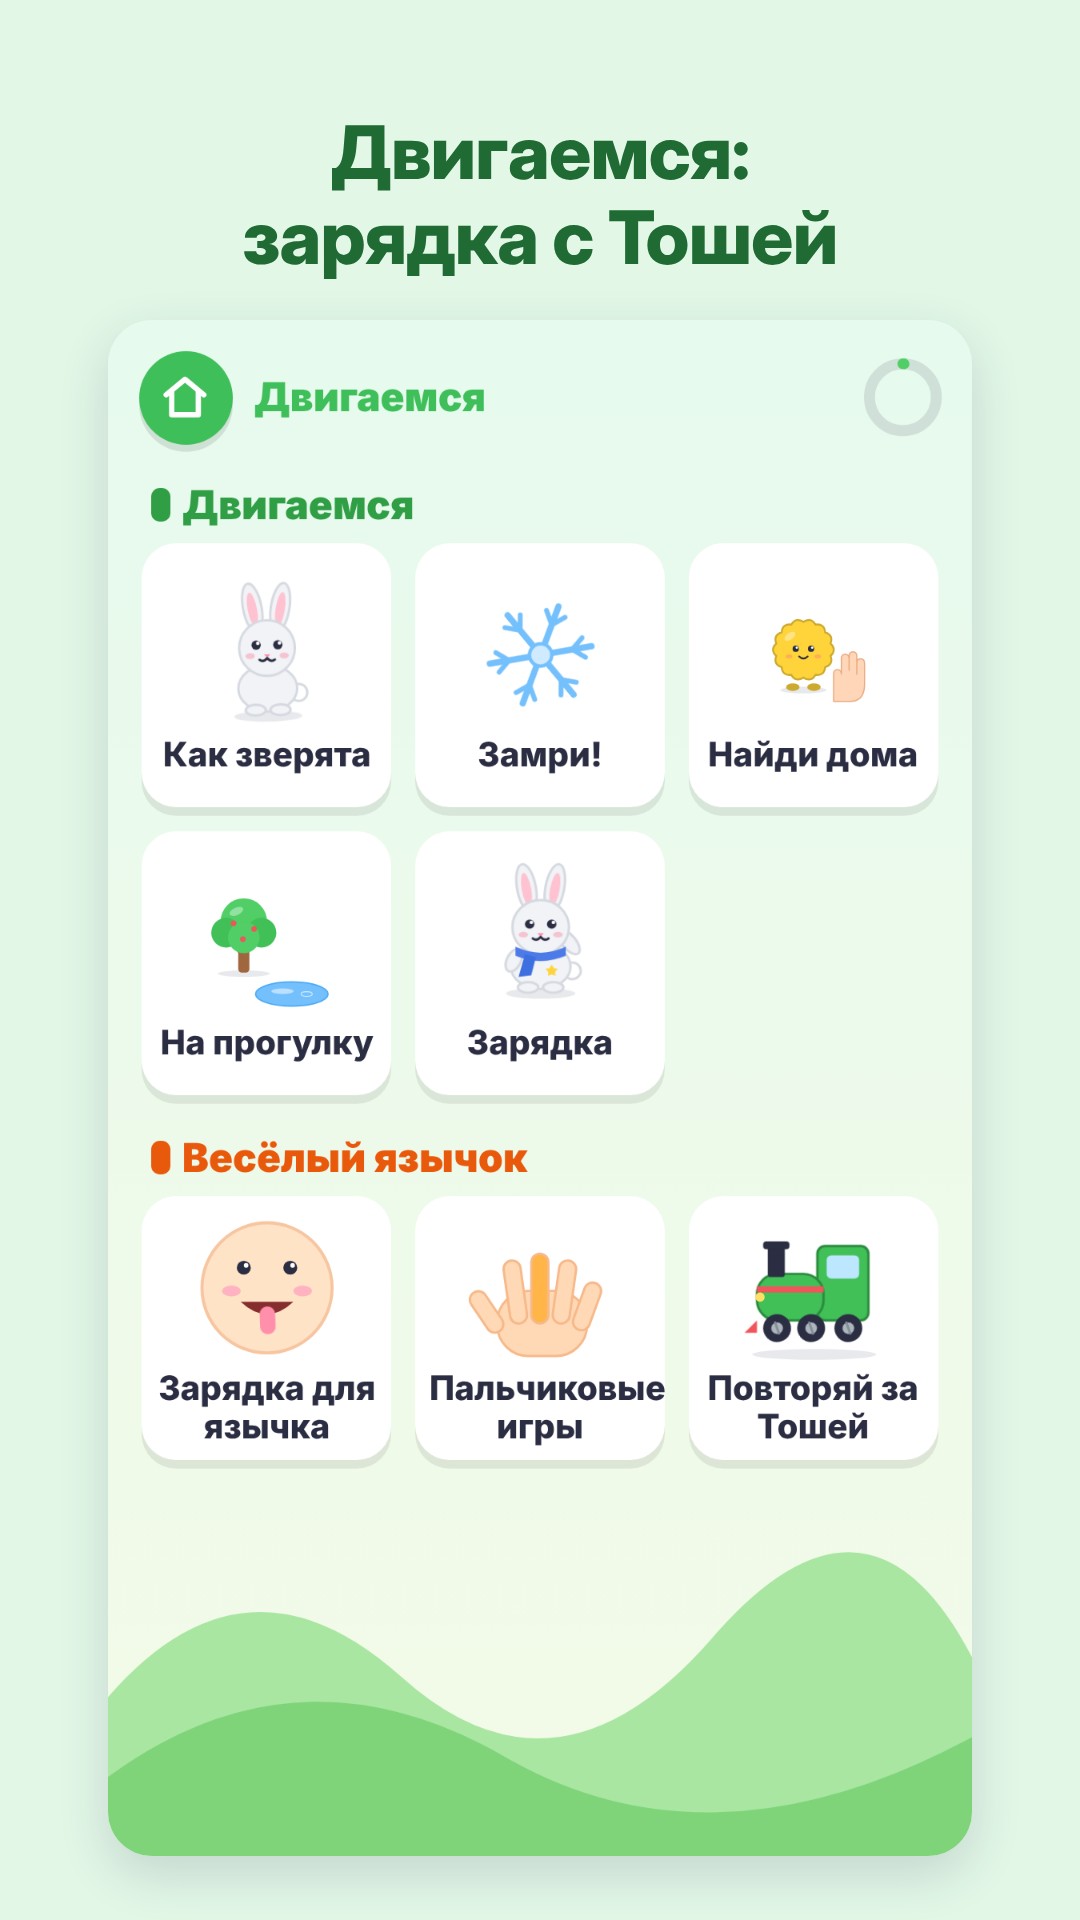 Двигаемся:
зарядка с Тошей
Двигаемся
Двигаемся
Как зверята
Замри!
Найди дома
На прогулку
Зарядка
Весёлый язычок
Зарядка для
язычка
Пальчиковые
игры
Повторяй за
Тошей